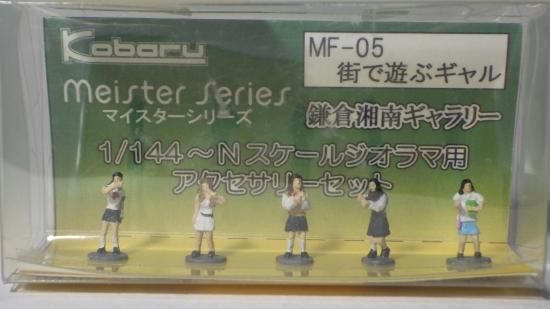 Kobaru
MF-05
街で遊ぶギャル
meister series
マイスターシリーズ
鎌倉湘南ギャラリー
1/144～Nスケールジオラマ用
アクセサリーセット